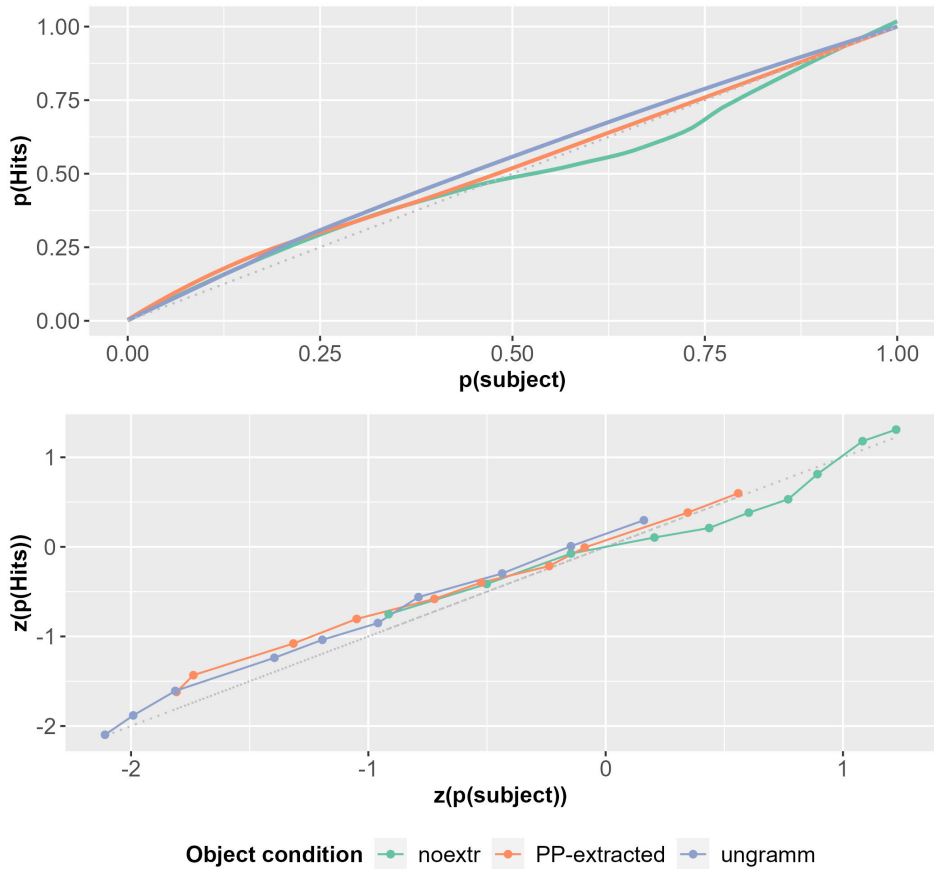 1.00
0.75
0.50
0.25
0.00
p(Hits)
0.00 0.25 0.50 0.75 1.00
p(subject)
1
0
-1
-2
z(p(Hits))
-2 -1 0 1
z(p(subject))
Object condition noextr PP-extracted ungramm